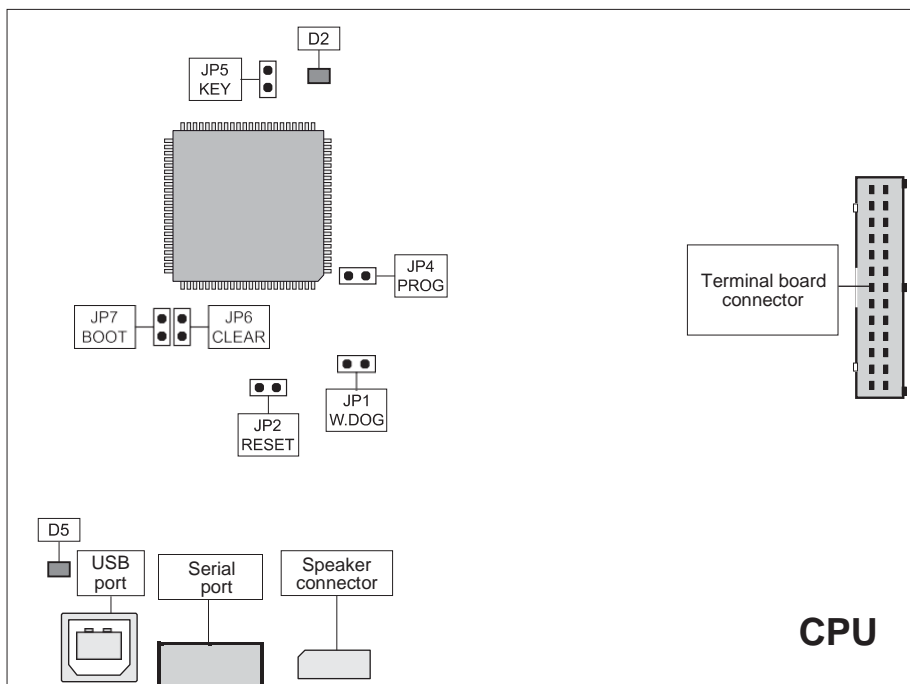 D2
JP5
KEY
JP4
PROG
Terminal board
connector
JP7
BOOT
JP6
CLEAR
JP1
W.DOG
JP2
RESET
D5
USB
port
Serial
port
Speaker
connector
CPU